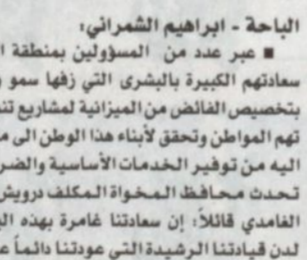 الباحة - ابراهيم الشمراني:
■ عبر عدد من المسؤولين بمنطقة
سعادتهم الكبيرة بالبشرى التي زفها سمو
بتخصيص الفائض من الميزانية لمشاريع
تهم المواطن وتحقق لأبناء هذا الوطن الى
اليه من توفير الخدمات الأساسية
تحدث محافظ المخواة المكلف درويش
الغامدي قائلاً: إن سعادتنا غامرة بهذه
لدن قيادتنا الرشيدة التي عودتنا دائماً